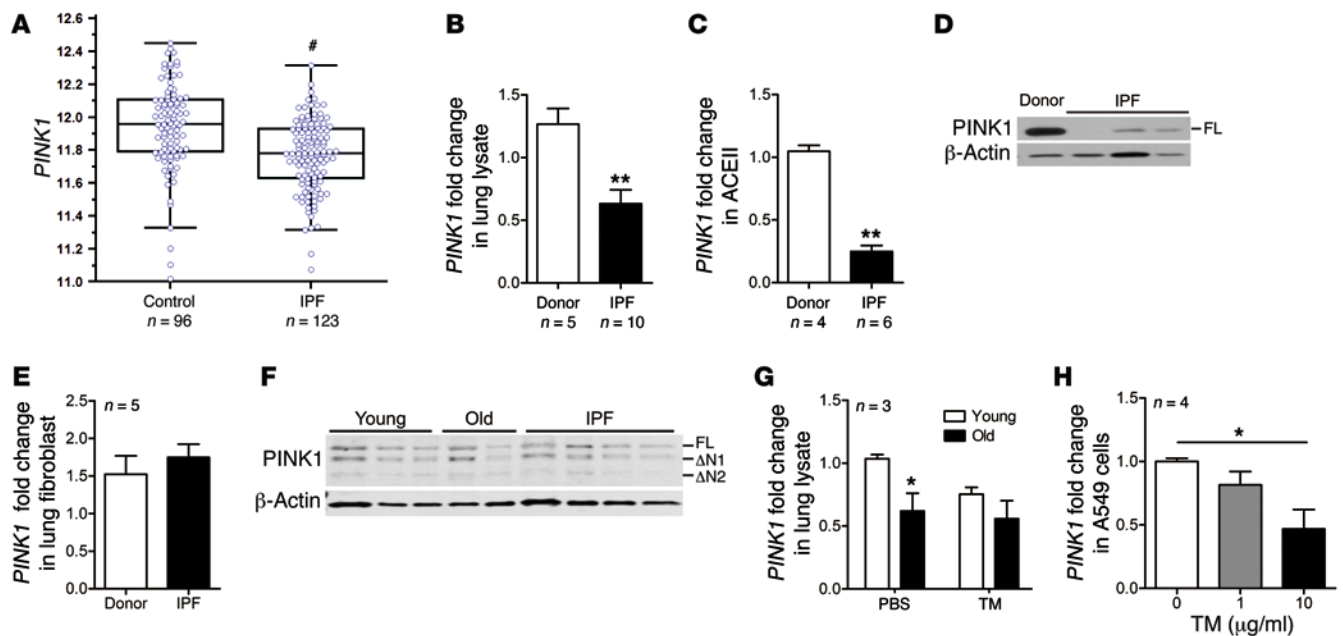 A
PINK1
12.6
12.4
12.2
12.0
11.8
11.6
11.4
11.2
11.0
#
Control
n = 96
IPF
n = 123
B
PINK1 fold change
in lung lysate
1.5
1.0
0.5
0.0
**
Donor
n = 5
IPF
n = 10
C
PINK1 fold change
in ACEII
1.5
1.0
0.5
0.0
**
Donor
n = 4
IPF
n = 6
D
Donor IPF
PINK1
FL
β-Actin
E
PINK1 fold change
in lung fibroblast
2.5
2.0
1.5
1.0
0.5
0.0
n = 5
Donor IPF
F
Young Old IPF
PINK1
FL
ΔN1
ΔN2
β-Actin
G
PINK1 fold change
in lung lysate
1.5
1.0
0.5
0.0
n = 3
Young
Old
*
PBS TM
H
PINK1 fold change
in A549 cells
1.5
1.0
0.5
0.0
n = 4
*
0 1 10
TM (µg/ml)